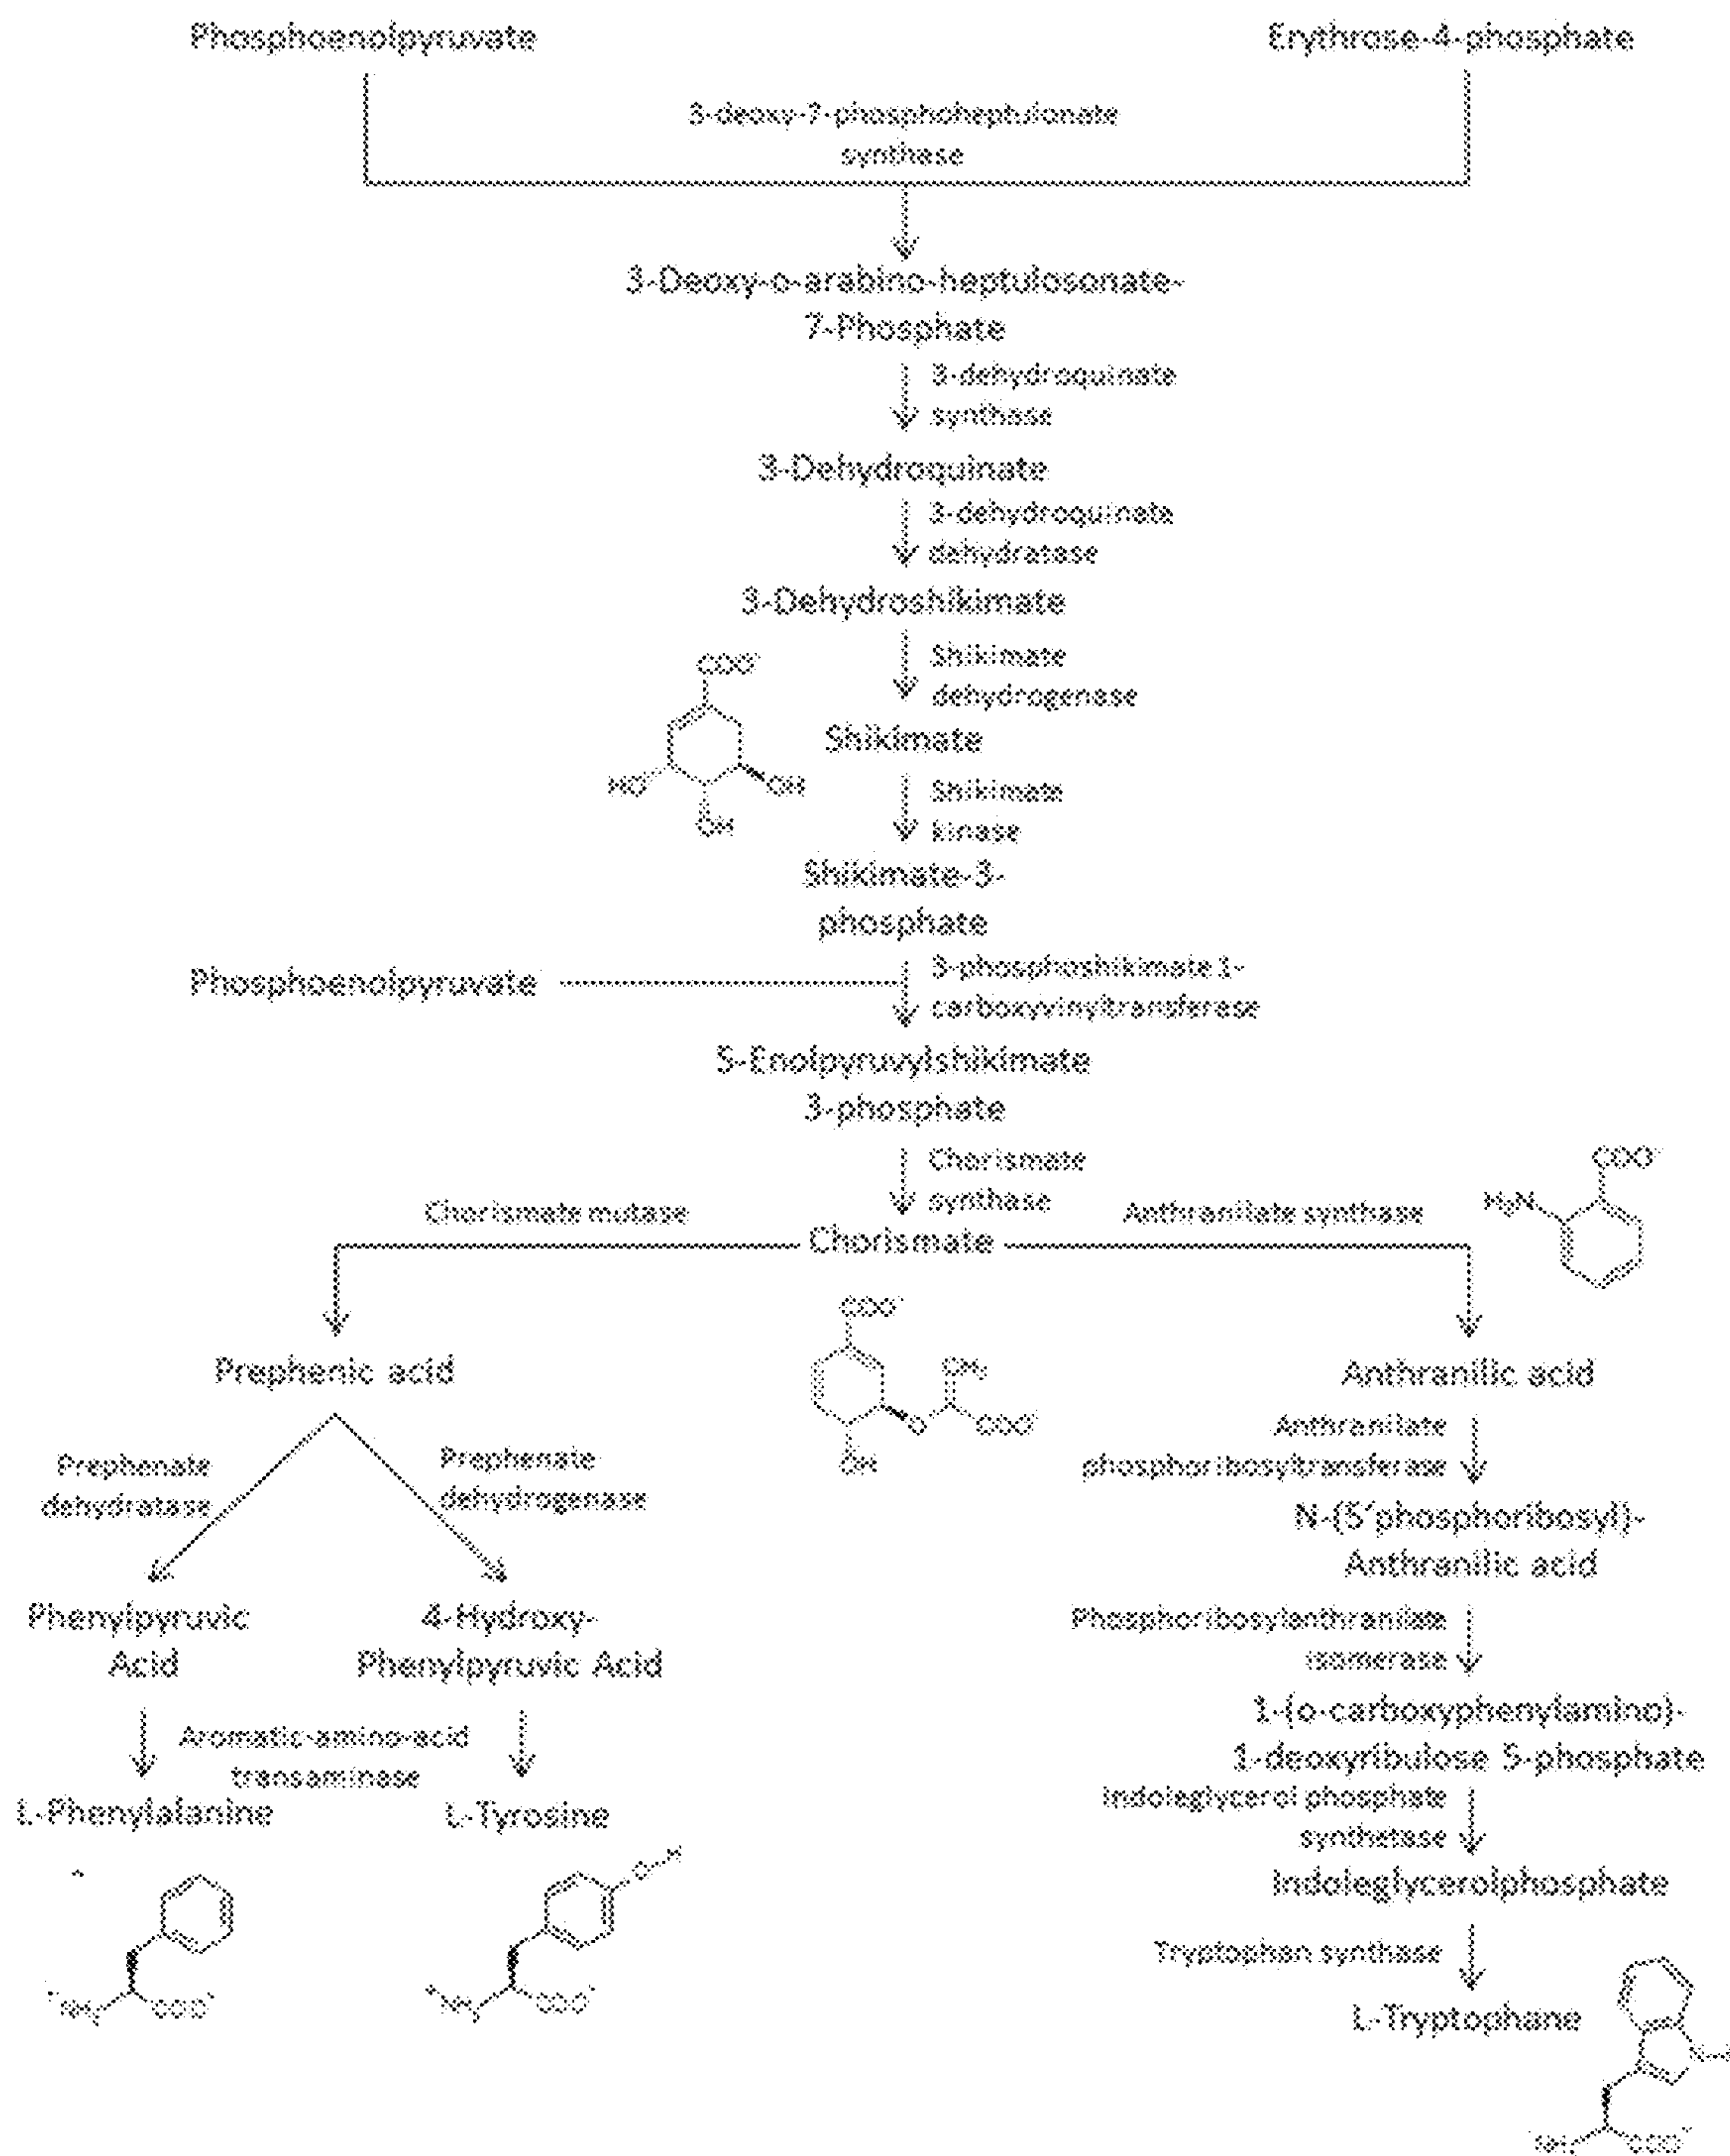 Phosphoenolpyruvate
Erythrose-4-phosphate
3-deoxy-7-phosphoheptulonate
synthase
3-Deoxy-o-arabino-heptulosonate-
7-Phosphate
3-dehydroquinate
synthase
3-Dehydroquinate
3-dehydroquinate
dehydratase
3-Dehydroshikimate
Shikimate
dehydrogenase
COO-
Shikimate
HO
OH
OH
Shikimate
kinase
Shikimate-3-
phosphate
Phosphoenolpyruvate
3-phosphoshikimate 1-
carboxyvinyltransferase
5-Enolpyruvylshikimate
3-phosphate
Chorismate
synthase
Chorismate mutase
Chorismate
Anthranilate synthase
COO-
H2N
COO-
CH2
O
COO-
OH
Prephenic acid
Anthranilic acid
Prephenate
dehydratase
Prephenate
dehydrogenase
Anthranilate
phosphoribosyltransferase
N-(5'phosphoribosyl)-
Anthranilic acid
Phenylpyruvic
Acid
4-Hydroxy-
Phenylpyruvic Acid
Phosphoribosylanthranilate
isomerase
1-(o-carboxyphenylamino)-
1-deoxyribulose 5-phosphate
Aromatic-amino-acid
transaminase
L-Phenylalanine
L-Tyrosine
Indoleglycerol phosphate
synthetase
Indoleglycerolphosphate
O-H
+NH3
COO-
+NH3
COO-
Tryptophan synthase
L-Tryptophane
N-H
NH3
COO-